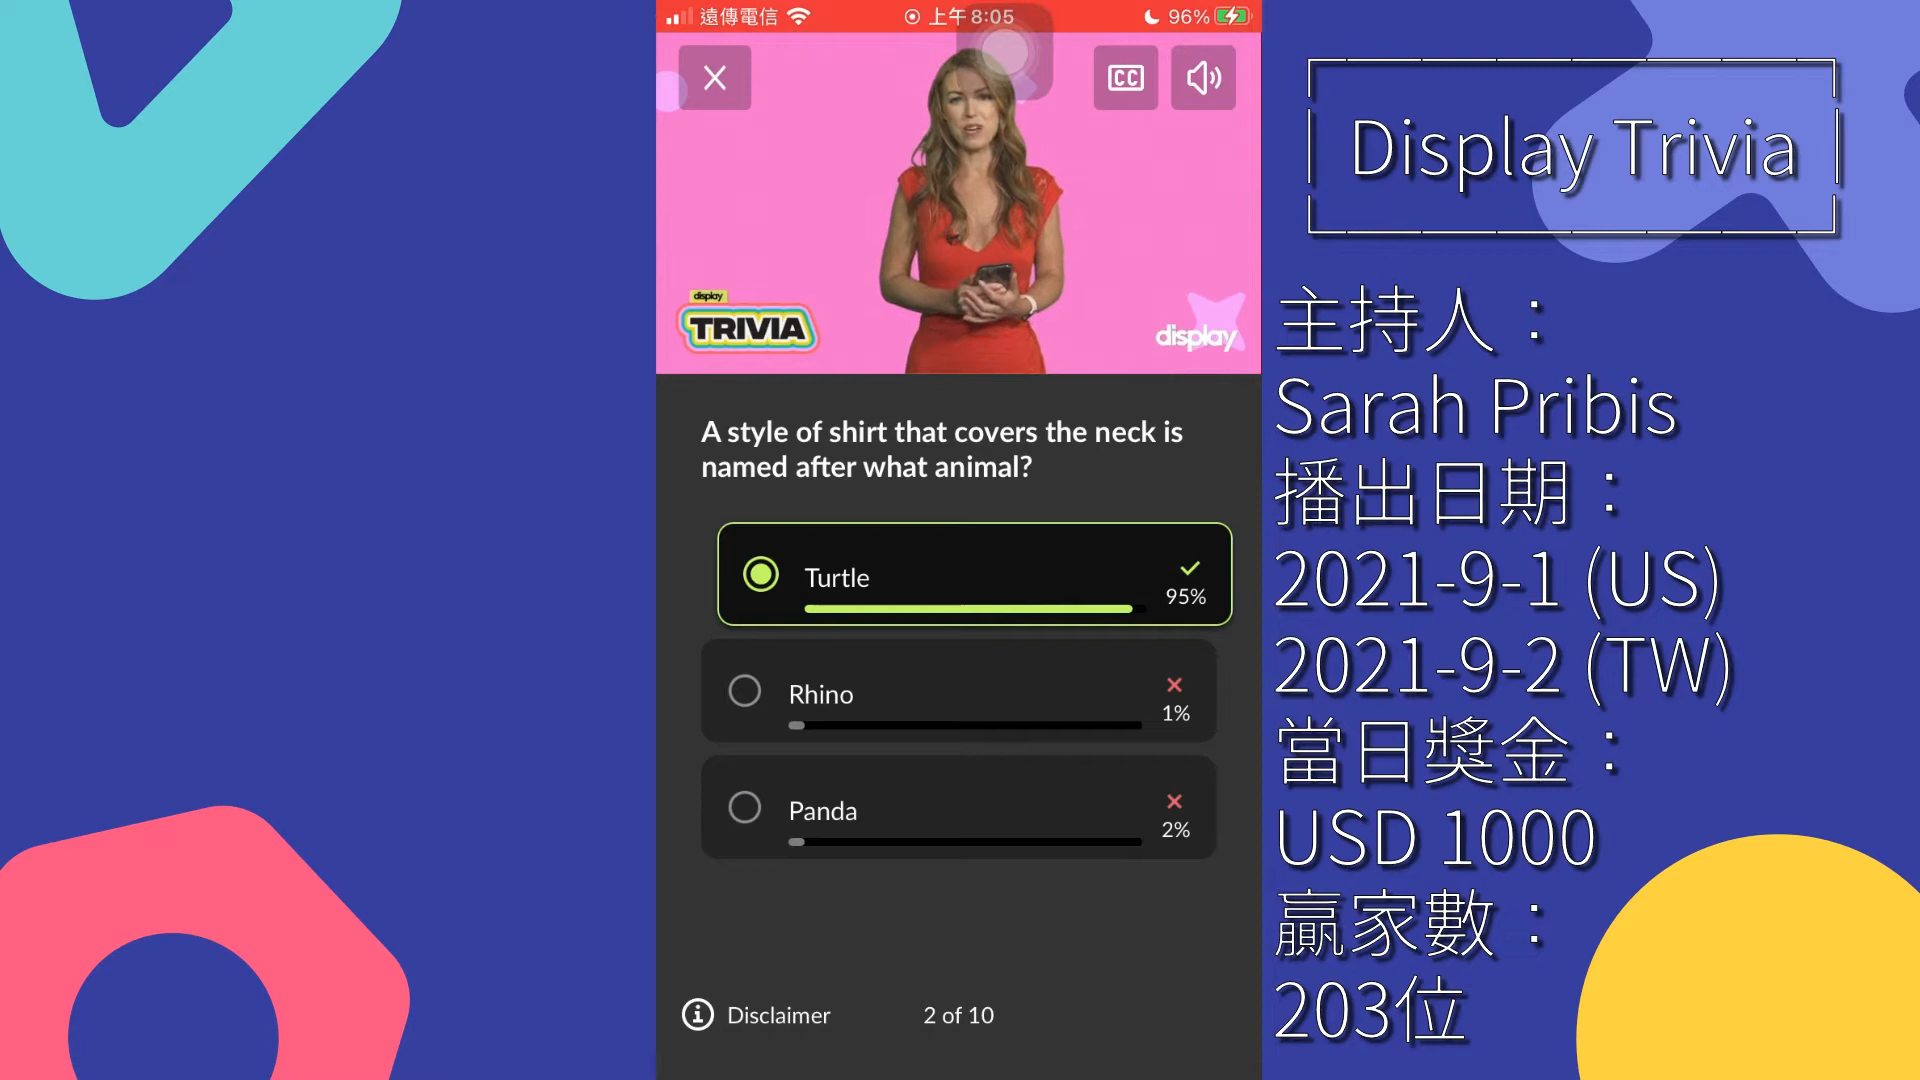 遠傳電信
上午8:05
96%
CC
display
TRIVIA
display
A style of shirt that covers the neck is
named after what animal?
Turtle
95%
Rhino
1%
Panda
2%
Disclaimer
2 of 10
Display Trivia
主持人：
Sarah Pribis
播出日期：
2021-9-1 (US)
2021-9-2 (TW)
當日獎金：
USD 1000
贏家數：
203位